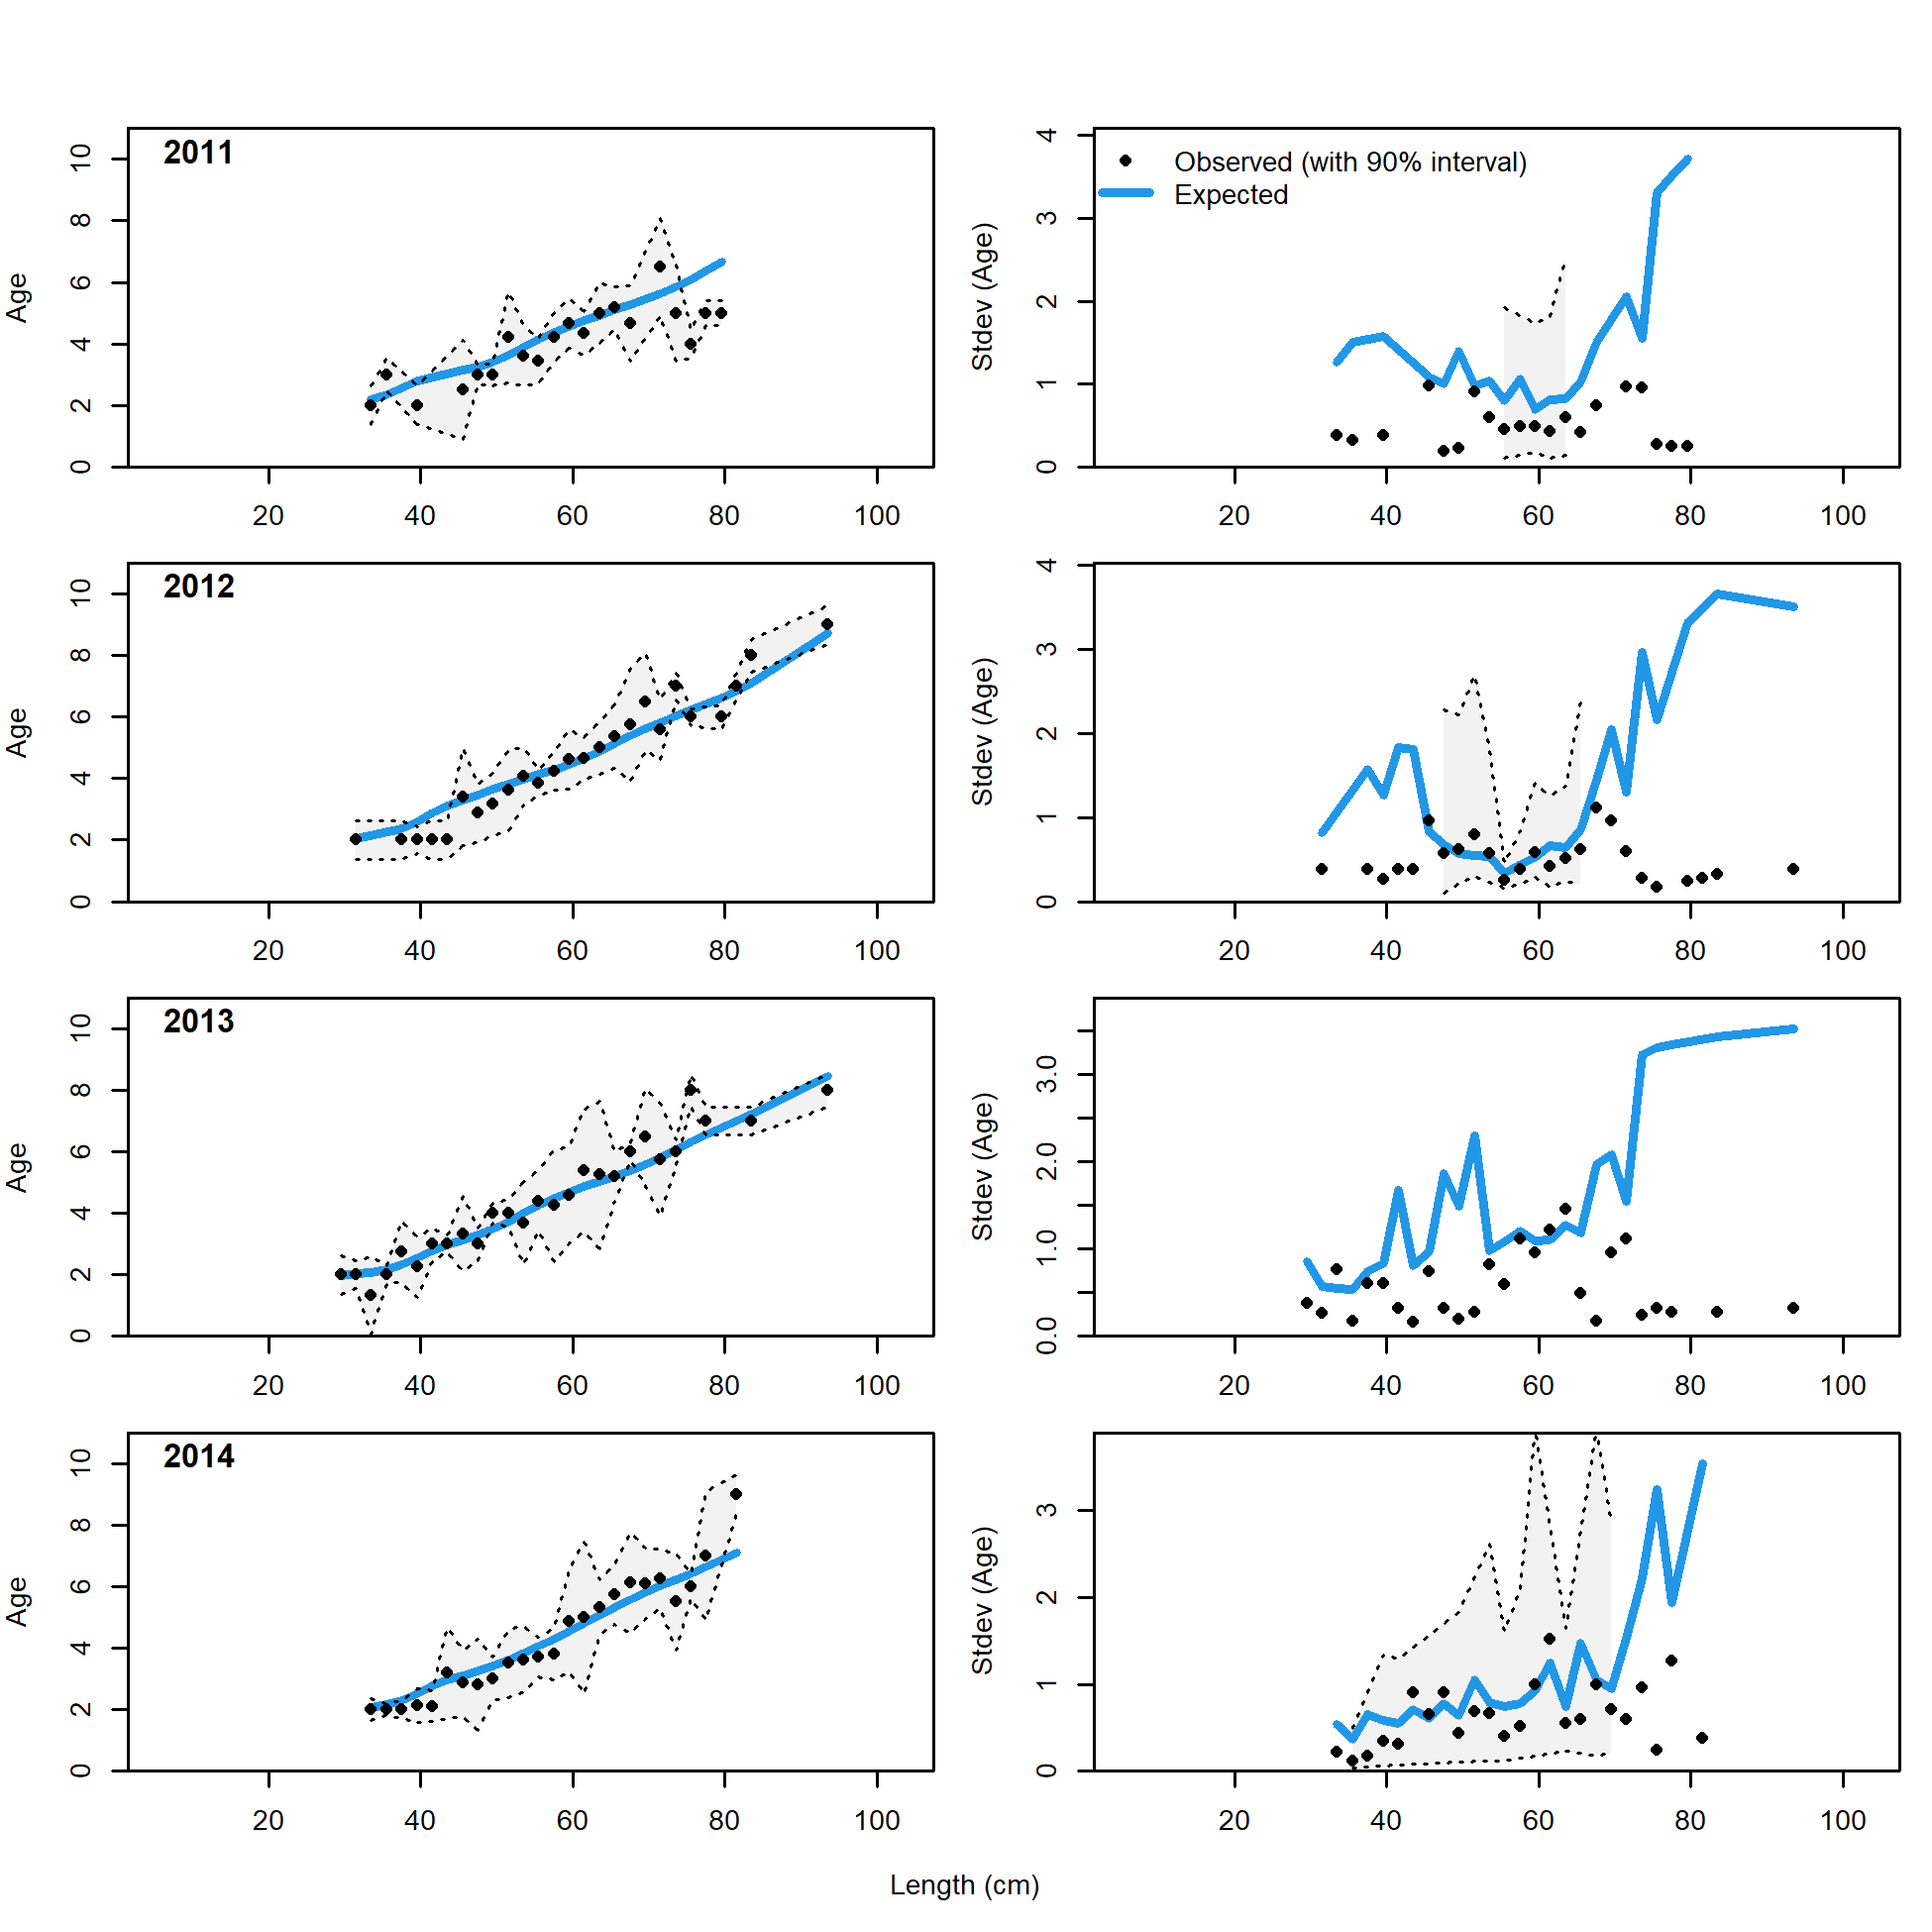 2011
Age
0 2 4 6 8 10
20 40 60 80 100
Observed (with 90% interval)
Expected
Stdev (Age)
0 1 2 3 4
20 40 60 80 100
2012
Age
0 2 4 6 8 10
20 40 60 80 100
Stdev (Age)
0 1 2 3 4
20 40 60 80 100
2013
Age
0 2 4 6 8 10
20 40 60 80 100
Stdev (Age)
0.0 1.0 2.0 3.0
20 40 60 80 100
2014
Age
0 2 4 6 8 10
20 40 60 80 100
Stdev (Age)
0 1 2 3
20 40 60 80 100
Length (cm)